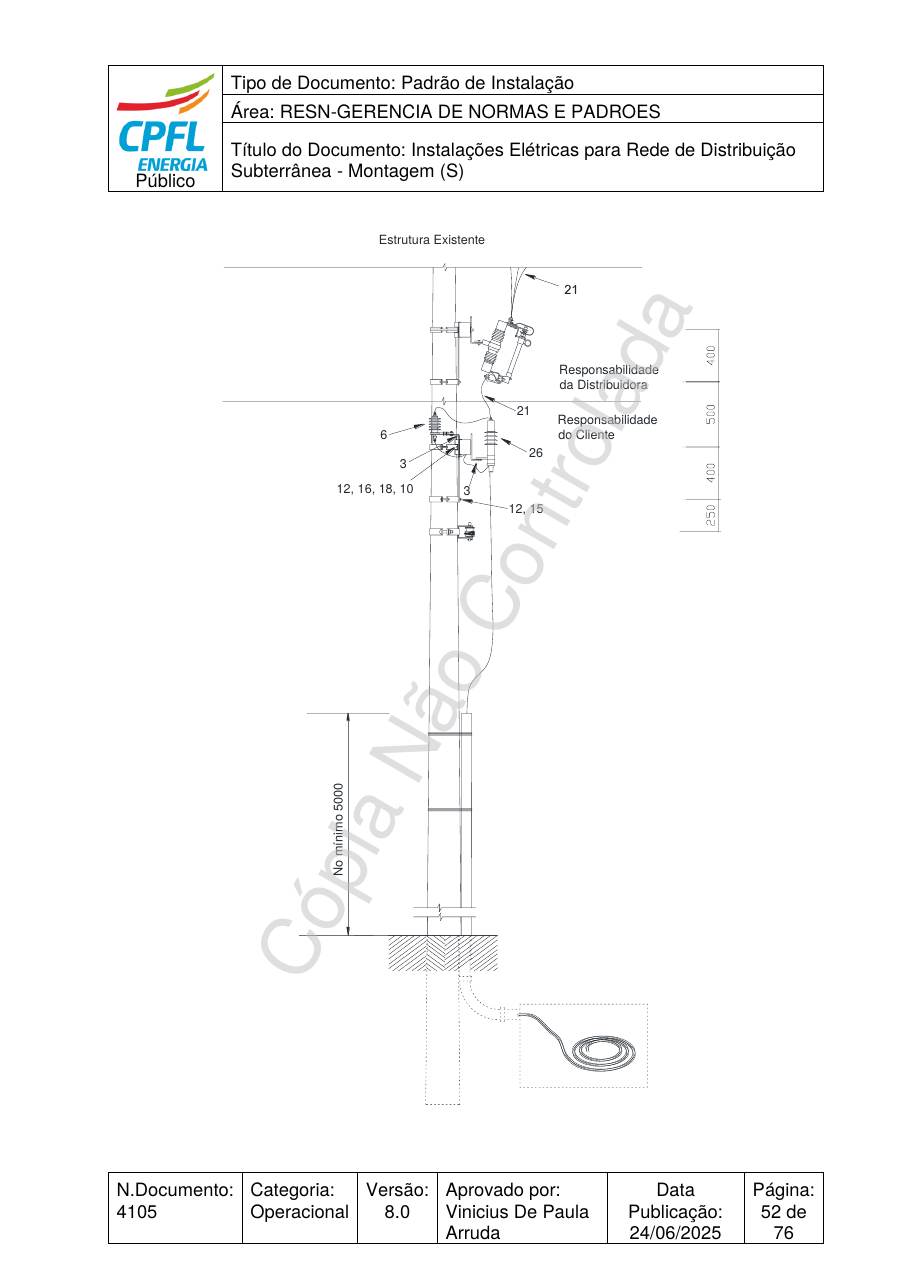 CPFL
ENERGIA
Público
Tipo de Documento: Padrão de Instalação
Área: RESN-GERENCIA DE NORMAS E PADROES
Título do Documento: Instalações Elétricas para Rede de Distribuição
Subterrânea - Montagem (S)
Estrutura Existente
21
400
Responsabilidade
da Distribuidora
21
500
Responsabilidade
do Cliente
6
26
3
400
12, 16, 18, 10
3
12, 15
250
No mínimo 5000
Cópia Não Controlada
N.Documento:
4105
Categoria:
Operacional
Versão:
8.0
Aprovado por:
Vinicius De Paula
Arruda
Data
Publicação:
24/06/2025
Página:
52 de
76